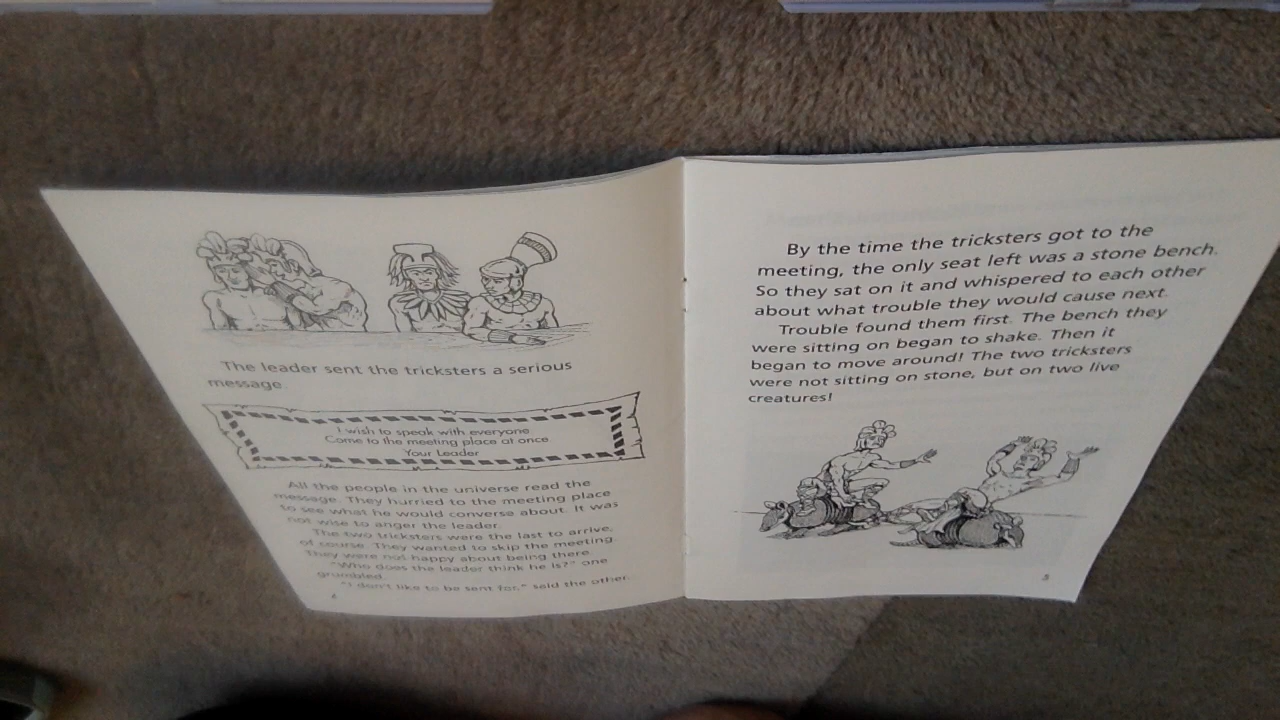 The leader sent the tricksters a serious
message.
I wish to speak with everyone.
Come to the meeting place at once.
Your Leader
All the people in the universe read the
message. They hurried to the meeting place
to see what he would converse about. It was
not wise to anger the leader.
The two tricksters were the last to arrive,
of course. They wanted to skip the meeting.
They were not happy about being there.
"Who does the leader think he is?" one
grumbled.
"I don't like to be sent for," said the other.
4
By the time the tricksters got to the
meeting, the only seat left was a stone bench.
So they sat on it and whispered to each other
about what trouble they would cause next.
Trouble found them first. The bench they
were sitting on began to shake. Then it
began to move around! The two tricksters
were not sitting on stone, but on two live
creatures!
5